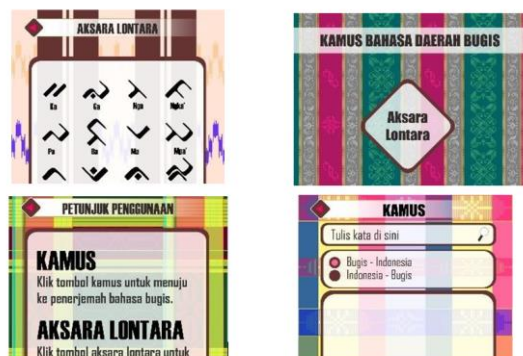 AKSARA LONTARA
ᨀ ᨁ ᨂ ᨃ
Ka Ga Nga Ngka'
ᨄ ᨅ ᨆ ᨇ
Pa Ba Ma Mpa'
ᨈ ᨉ ᨊ ᨋ
KAMUS BAHASA DAERAH BUGIS
Aksara
Lontara
PETUNJUK PENGGUNAAN
KAMUS
Klik tombol kamus untuk menuju
ke penerjemah bahasa bugis.
AKSARA LONTARA
Klik tombol aksara lontara untuk
KAMUS
Tulis kata di sini
Bugis - Indonesia
Indonesia - Bugis